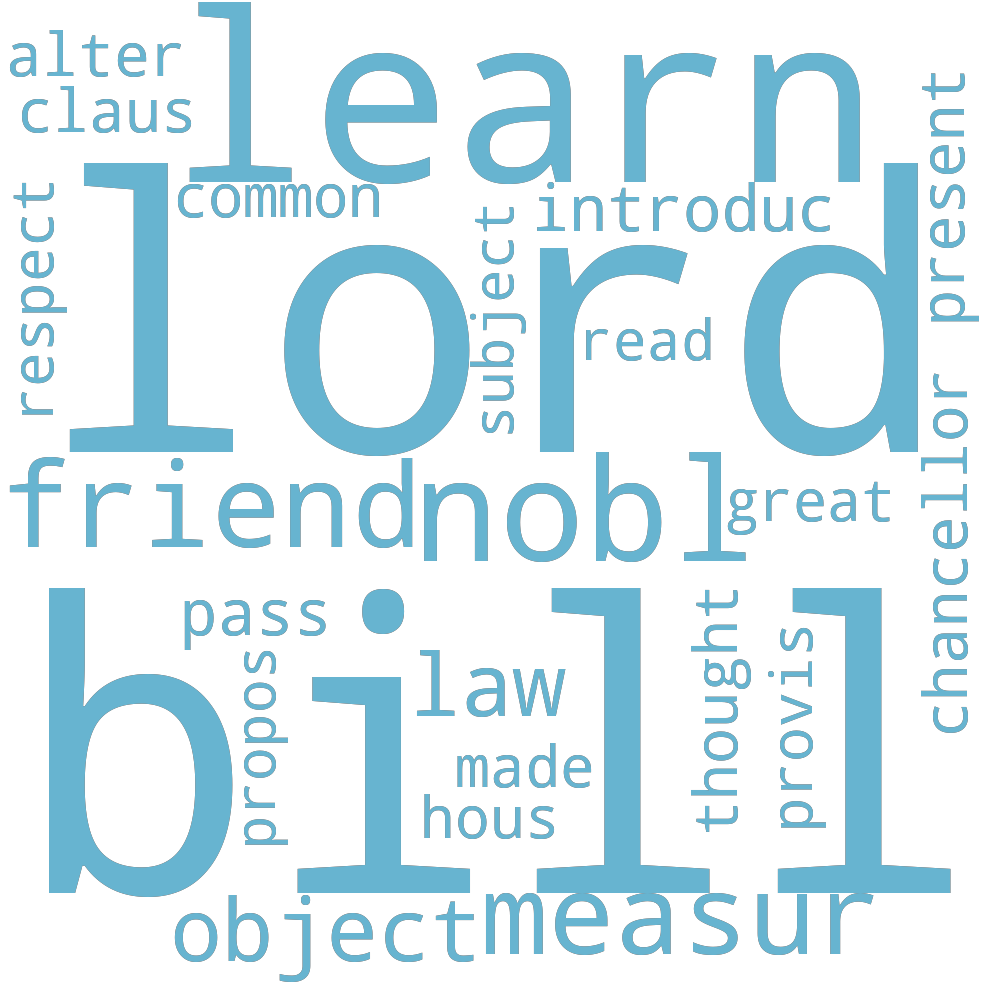 learn
alter
claus
common
introduc
present
respect
subject
lord
read
chancellor
friend
nobl
great
bill
pass
propos
law
made
hous
thought
provis
object
measur